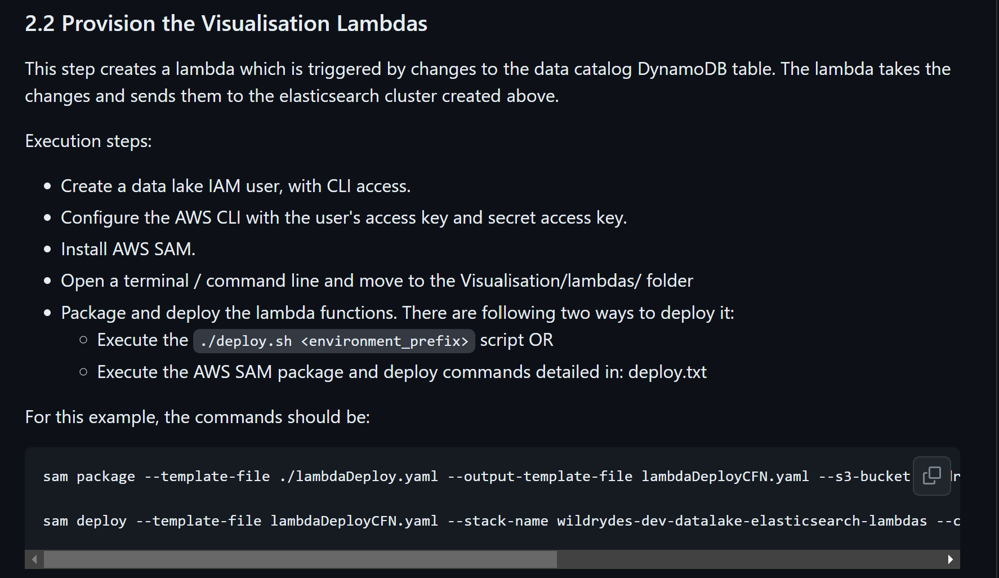 2.2 Provision the Visualisation Lambdas
This step creates a lambda which is triggered by changes to the data catalog DynamoDB table. The lambda takes the
changes and sends them to the elasticsearch cluster created above.
Execution steps:
Create a data lake IAM user, with CLI access.
Configure the AWS CLI with the user's access key and secret access key.
Install AWS SAM.
Open a terminal / command line and move to the Visualisation/lambdas/ folder
Package and deploy the lambda functions. There are following two ways to deploy it:
Execute the ./deploy.sh <environment_prefix> script OR
Execute the AWS SAM package and deploy commands detailed in: deploy.txt
For this example, the commands should be:
sam package --template-file ./lambdaDeploy.yaml --output-template-file lambdaDeployCFN.yaml --s3-bucket
sam deploy --template-file lambdaDeployCFN.yaml --stack-name wildrydes-dev-datalake-elasticsearch-lambdas --c